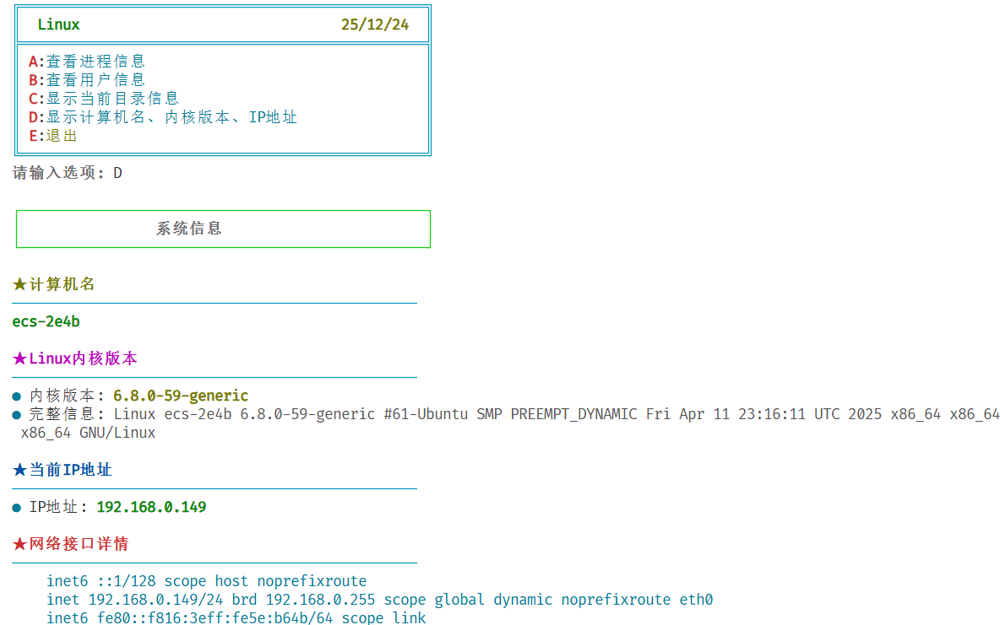 Linux 25/12/24
A:查看进程信息
B:查看用户信息
C:显示当前目录信息
D:显示计算机名、内核版本、IP地址
E:退出
请输入选项: D
系统信息
★计算机名
ecs-2e4b
★Linux内核版本
● 内核版本: 6.8.0-59-generic
● 完整信息: Linux ecs-2e4b 6.8.0-59-generic #61-Ubuntu SMP PREEMPT_DYNAMIC Fri Apr 11 23:16:11 UTC 2025 x86_64 x86_64
x86_64 GNU/Linux
★当前IP地址
● IP地址: 192.168.0.149
★网络接口详情
inet6 ::1/128 scope host noprefixroute
inet 192.168.0.149/24 brd 192.168.0.255 scope global dynamic noprefixroute eth0
inet6 fe80::f816:3eff:fe5e:b64b/64 scope link